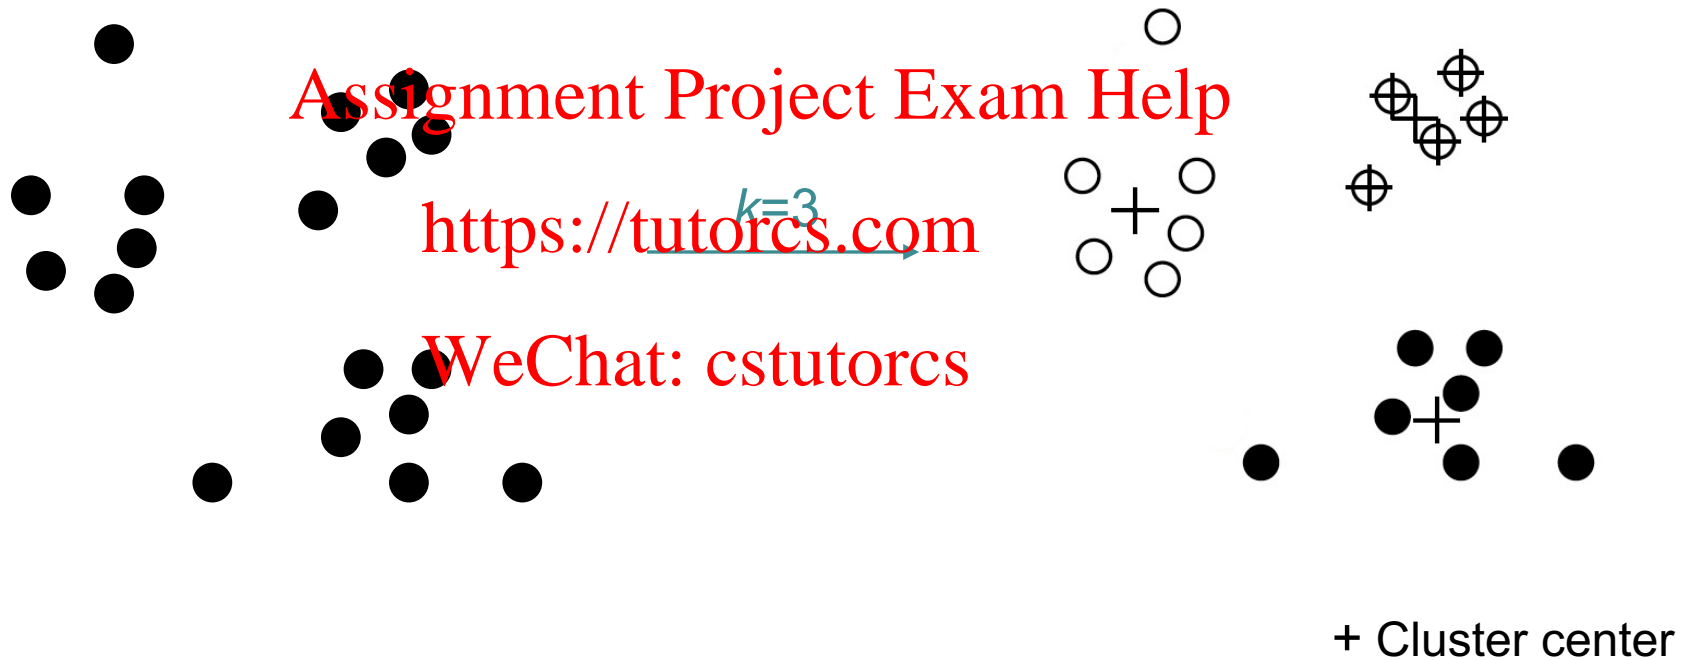 Assignment Project Exam Help
k=3
https://tutorcs.com
WeChat: cstutorcs
+ Cluster center